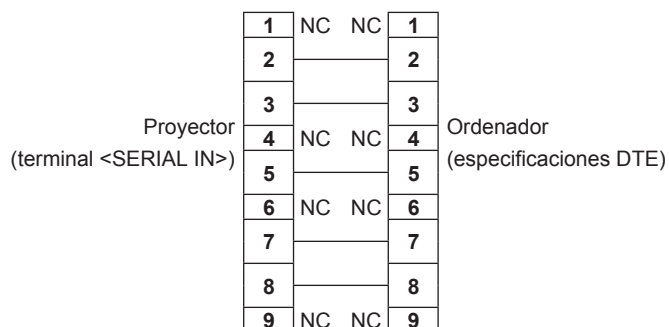 1 NC NC 1
2 2
3 3
Proyector
(terminal <SERIAL IN>)
4 NC NC 4
Ordenador
(especificaciones DTE)
5 5
6 NC NC 6
7 7
8 8
9 NC NC 9